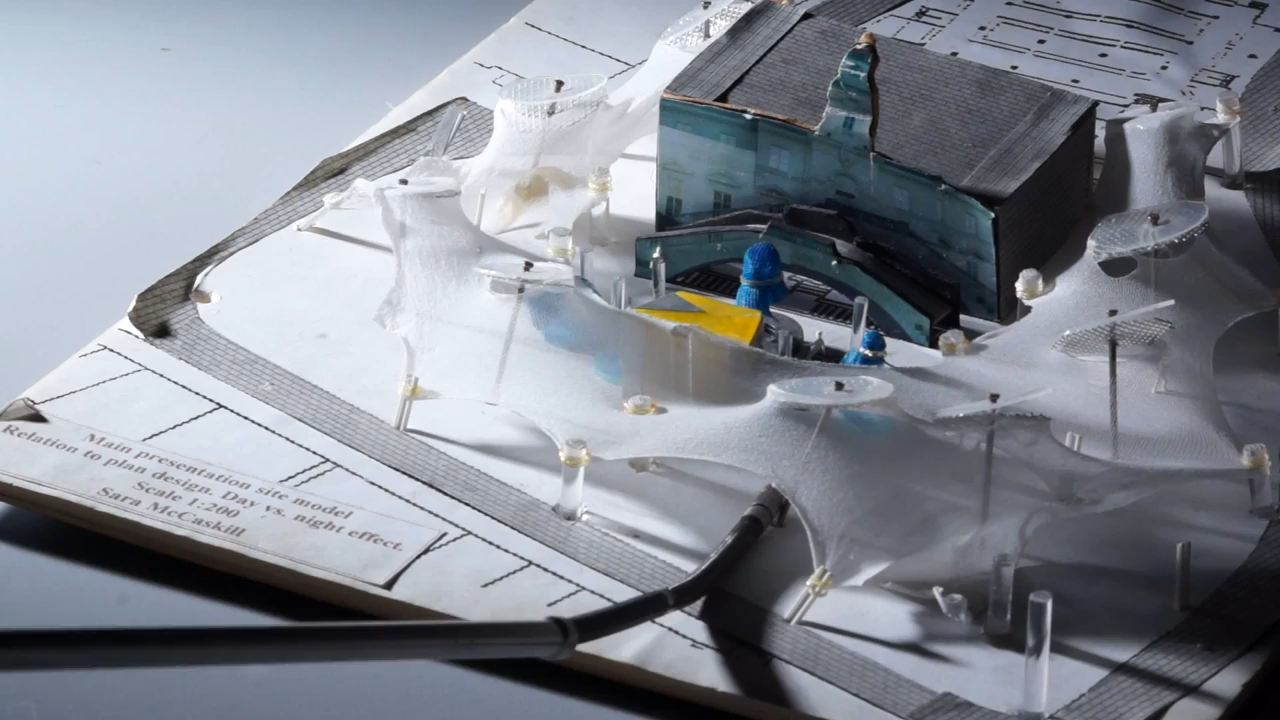 Main presentation site model
Relation to plan design. Day vs. night effect.
Scale 1:200
Sara McCaskill